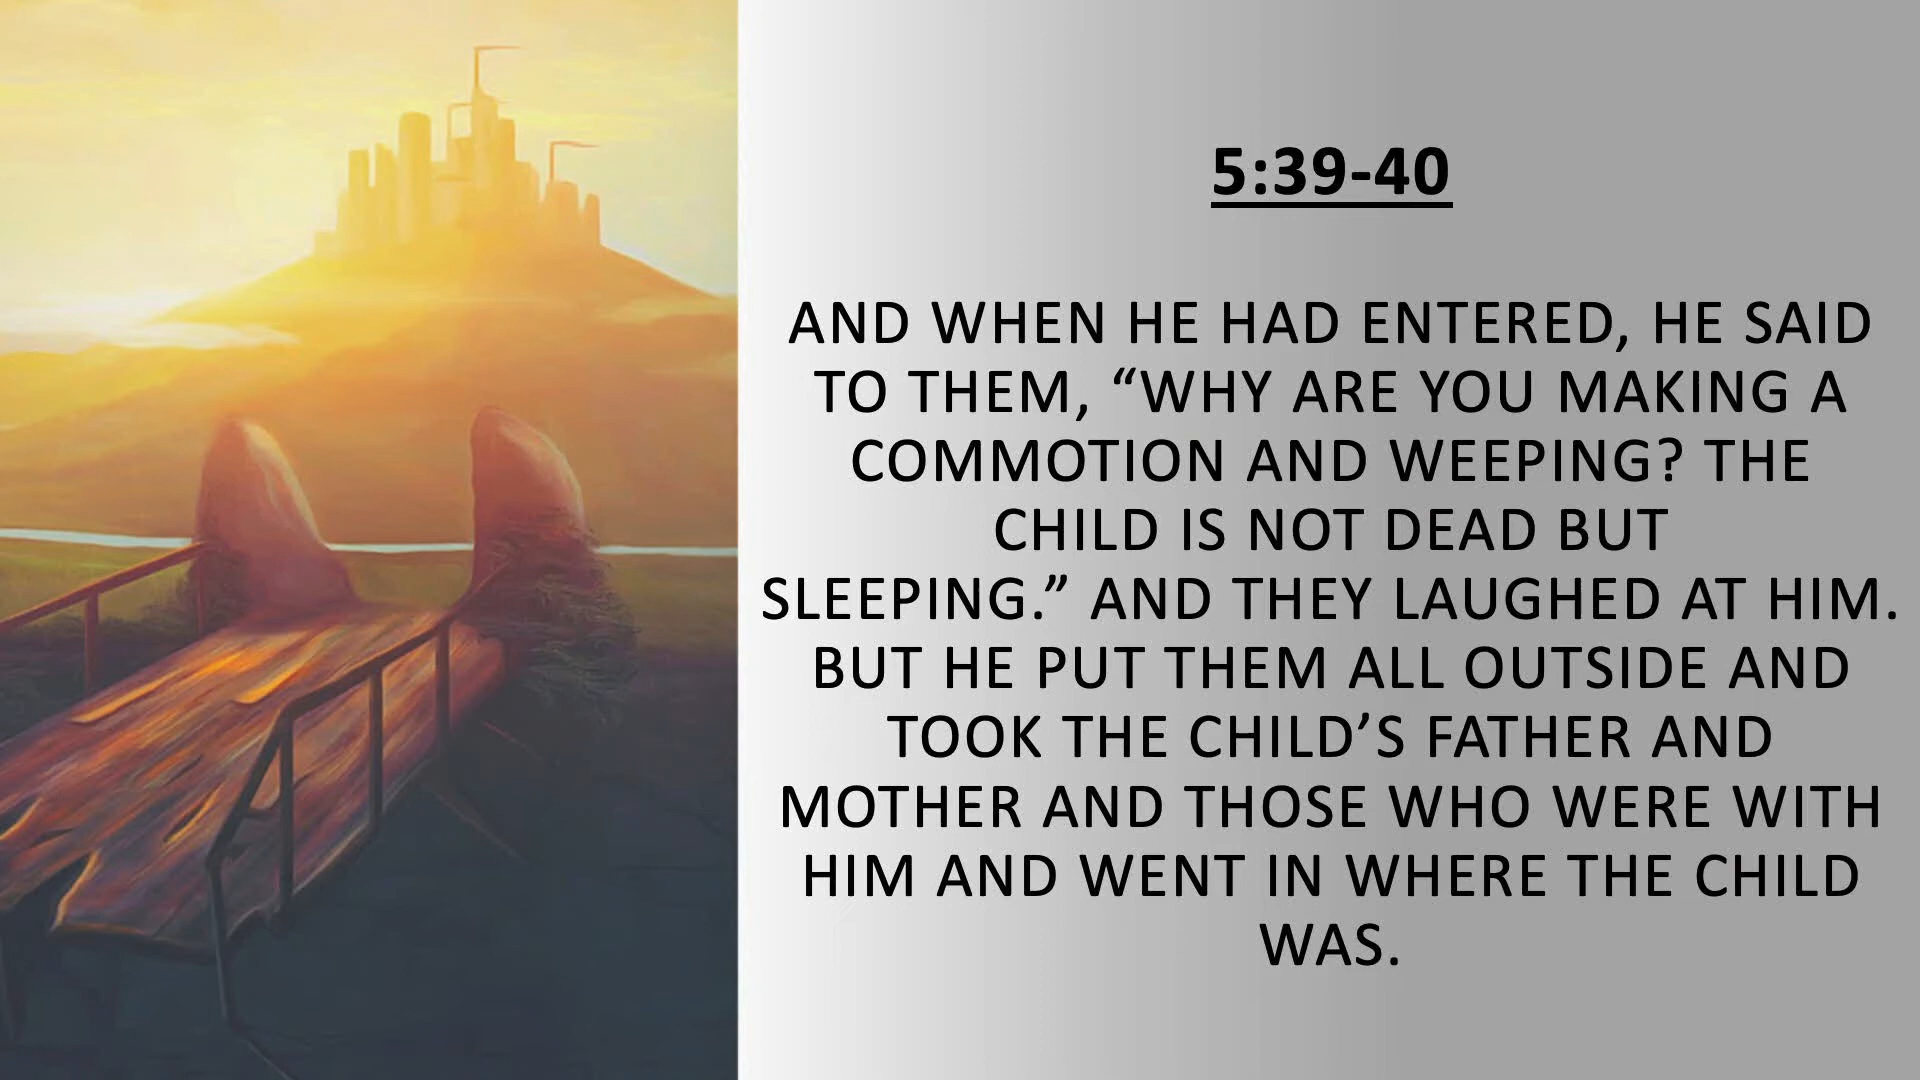 5:39-40
AND WHEN HE HAD ENTERED, HE SAID
TO THEM, “WHY ARE YOU MAKING A
COMMOTION AND WEEPING? THE
CHILD IS NOT DEAD BUT
SLEEPING.” AND THEY LAUGHED AT HIM.
BUT HE PUT THEM ALL OUTSIDE AND
TOOK THE CHILD’S FATHER AND
MOTHER AND THOSE WHO WERE WITH
HIM AND WENT IN WHERE THE CHILD
WAS.